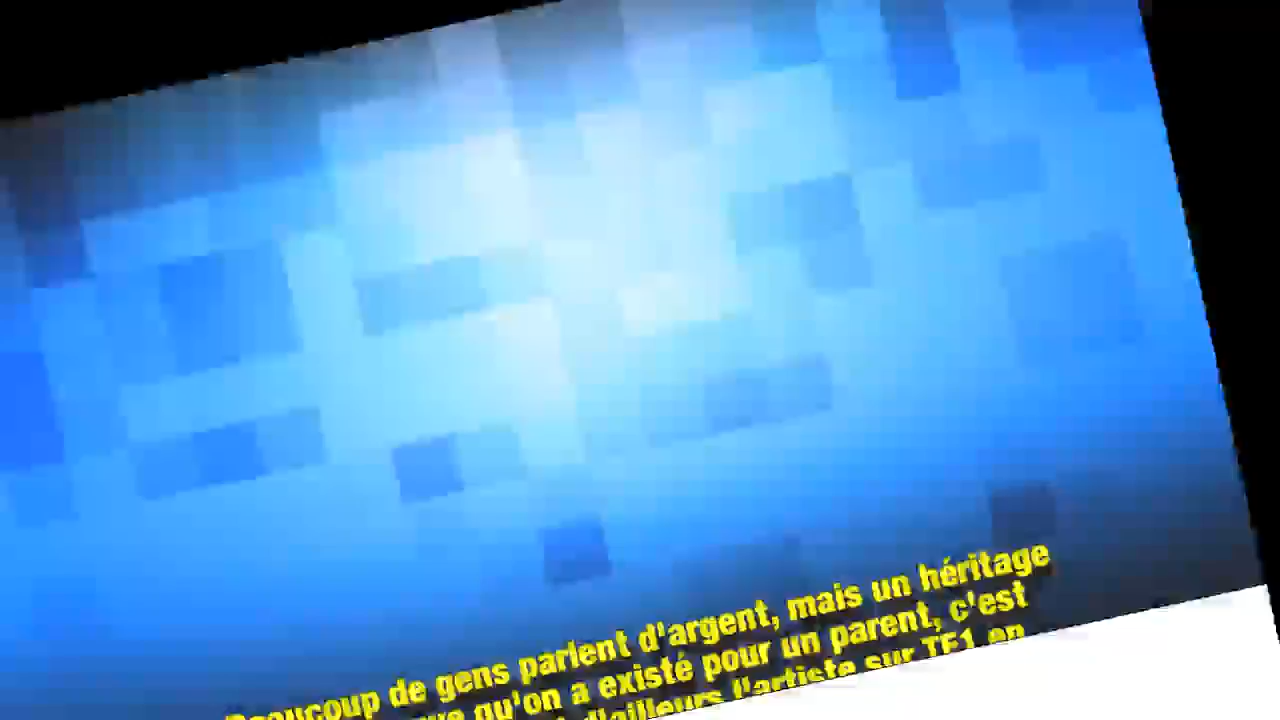 Beaucoup de gens parlent d'argent, mais un héritage
qu'on a existé pour un parent, c'est
d'ailleurs l'artiste sur TF1 en